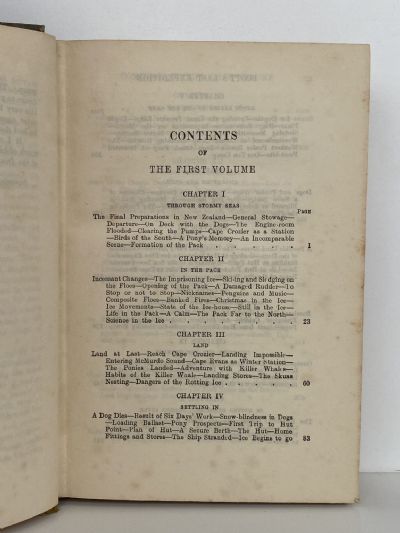 CONTENTS
OF
THE FIRST VOLUME
CHAPTER I
THROUGH STORMY SEAS
PAGE
The Final Preparations in New Zealand—General Stowage—
Departure—On Deck with the Dogs—The Engine-room
Flooded—Clearing the Pumps—Cape Crozier as a Station
—Birds of the South—A Pony's Memory—An Incomparable
Scene—Formation of the Pack . . . . . 1
CHAPTER II
IN THE PACK
Incessant Changes—The Imprisoning Ice—Ski-ing and Sledging on
the Floes—Opening of the Pack—A Damaged Rudder—To
Stop or not to Stop—Nicknames—Penguins and Music—
Composite Floes—Banked Fires—Christmas in the Ice—
Ice Movements—State of the Ice-house—Still in the Ice—
Life in the Pack—A Calm—The Pack Far to the North—
Science in the Ice . . . . . . . 23
CHAPTER III
LAND
Land at Last—Reach Cape Crozier—Landing Impossible—
Entering McMurdo Sound—Cape Evans as Winter Station—
The Ponies Landed—Adventure with Killer Whales—
Habits of the Killer Whale—Landing Stores—The Skuas
Nesting—Dangers of the Rotting Ice . . . . 60
CHAPTER IV
SETTLING IN
A Dog Dies—Result of Six Days' Work—Snow-blindness in Dogs
—Loading Ballast—Pony Prospects—First Trip to Hut
Point—Plan of Hut—A Secure Berth—The Hut—Home
Fittings and Stores—The Ship Stranded—Ice Begins to go 83